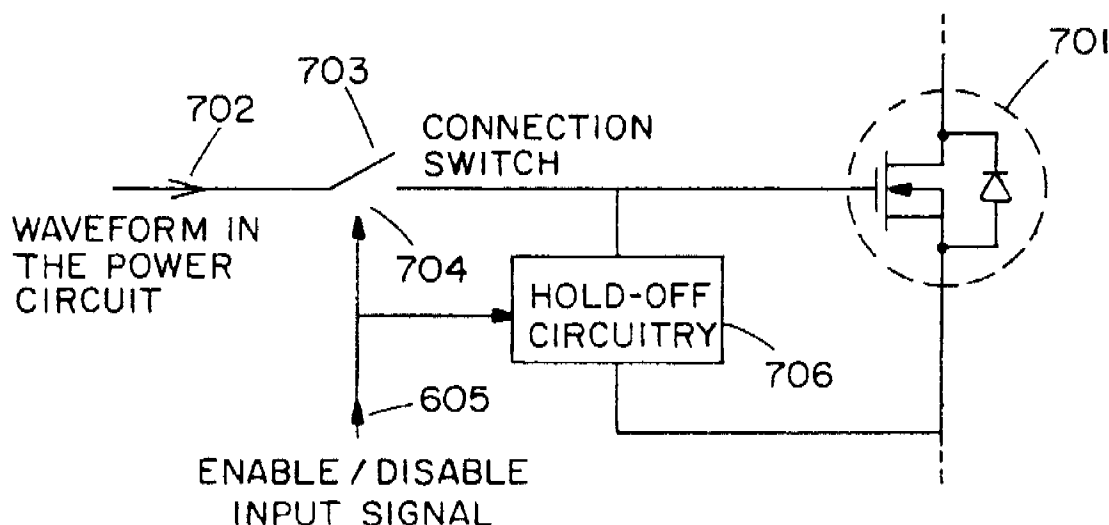 701
703
702
CONNECTION
SWITCH
WAVEFORM IN
THE POWER
CIRCUIT
704
HOLD-OFF
CIRCUITRY
706
605
ENABLE / DISABLE
INPUT SIGNAL